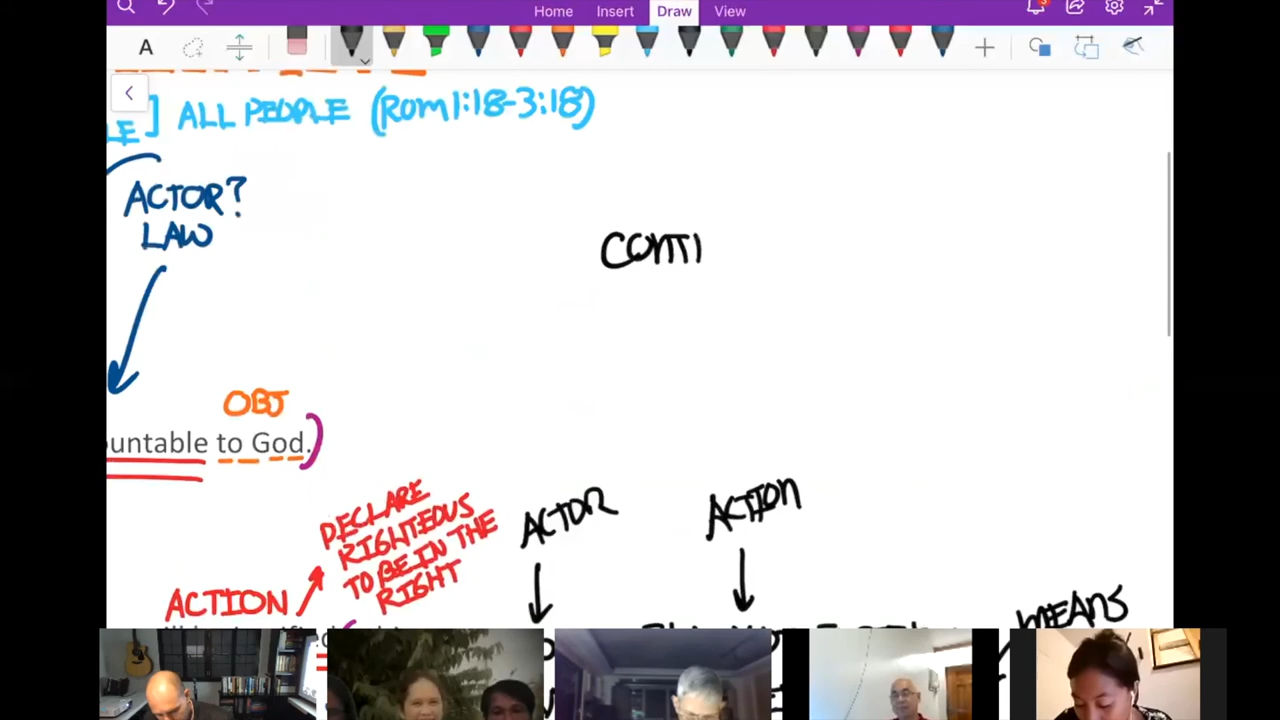 Home Insert Draw View
A
] ALL PEOPLE (Rom 1:18-3:18)
LE
ACTOR?
LAW
CONTI
OBJ
ountable to God.)
DECLARE
RIGHTEOUS
TO BE IN THE
RIGHT
ACTOR
ACTION
ACTION
MEANS